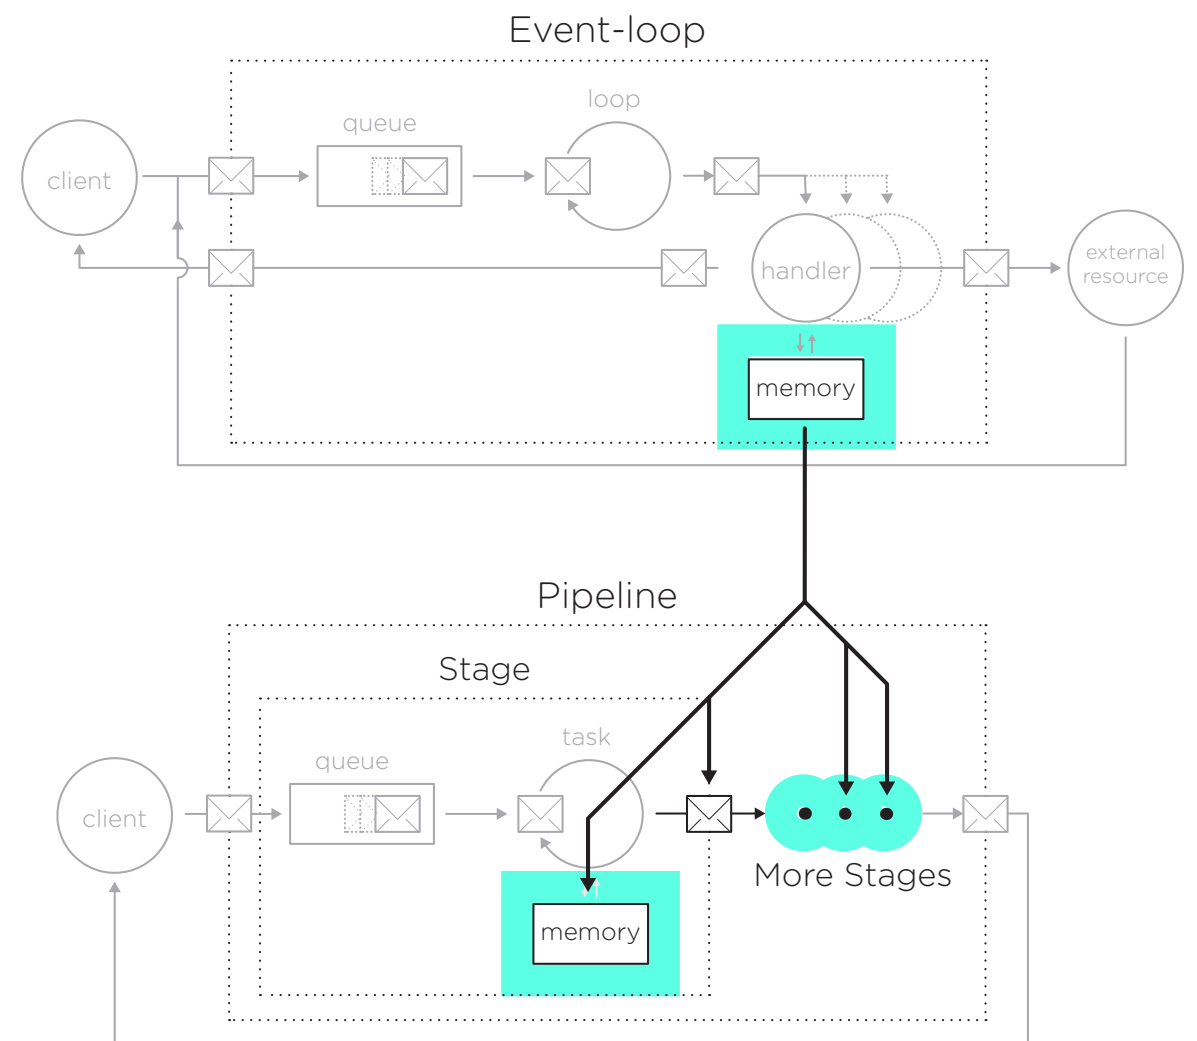 Event-loop
loop
queue
client
handler
external
resource
memory
Pipeline
Stage
task
queue
client
More Stages
memory